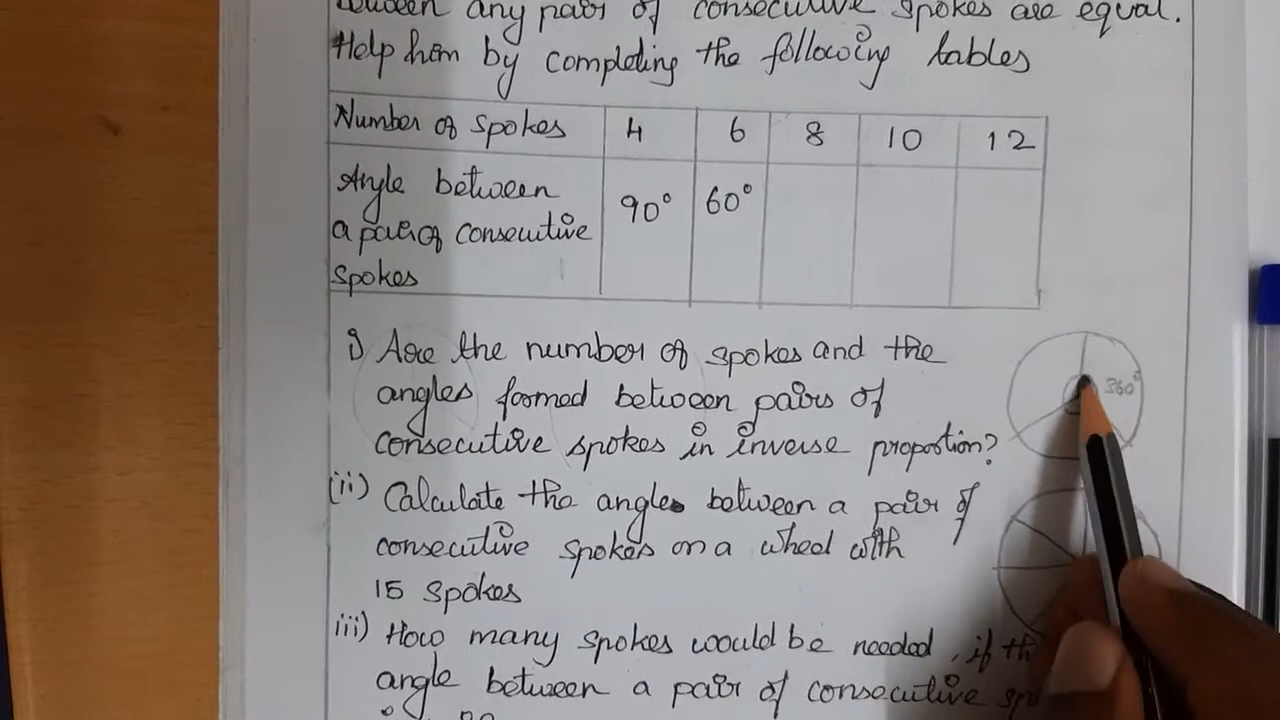 any pair of consecutive spokes are equal.
Help him by completing the following tables
Number of spokes 4 6 8 10 12
Angle between
a pair of consecutive
spokes
90° 60°
i) Are the number of spokes and the
angles formed between pairs of
consecutive spokes in inverse proportion?
360°
(ii) Calculate the angle between a pair of
consecutive spokes on a wheel with
15 spokes
iii) How many spokes would be needed, if
angle between a pair of consecutive